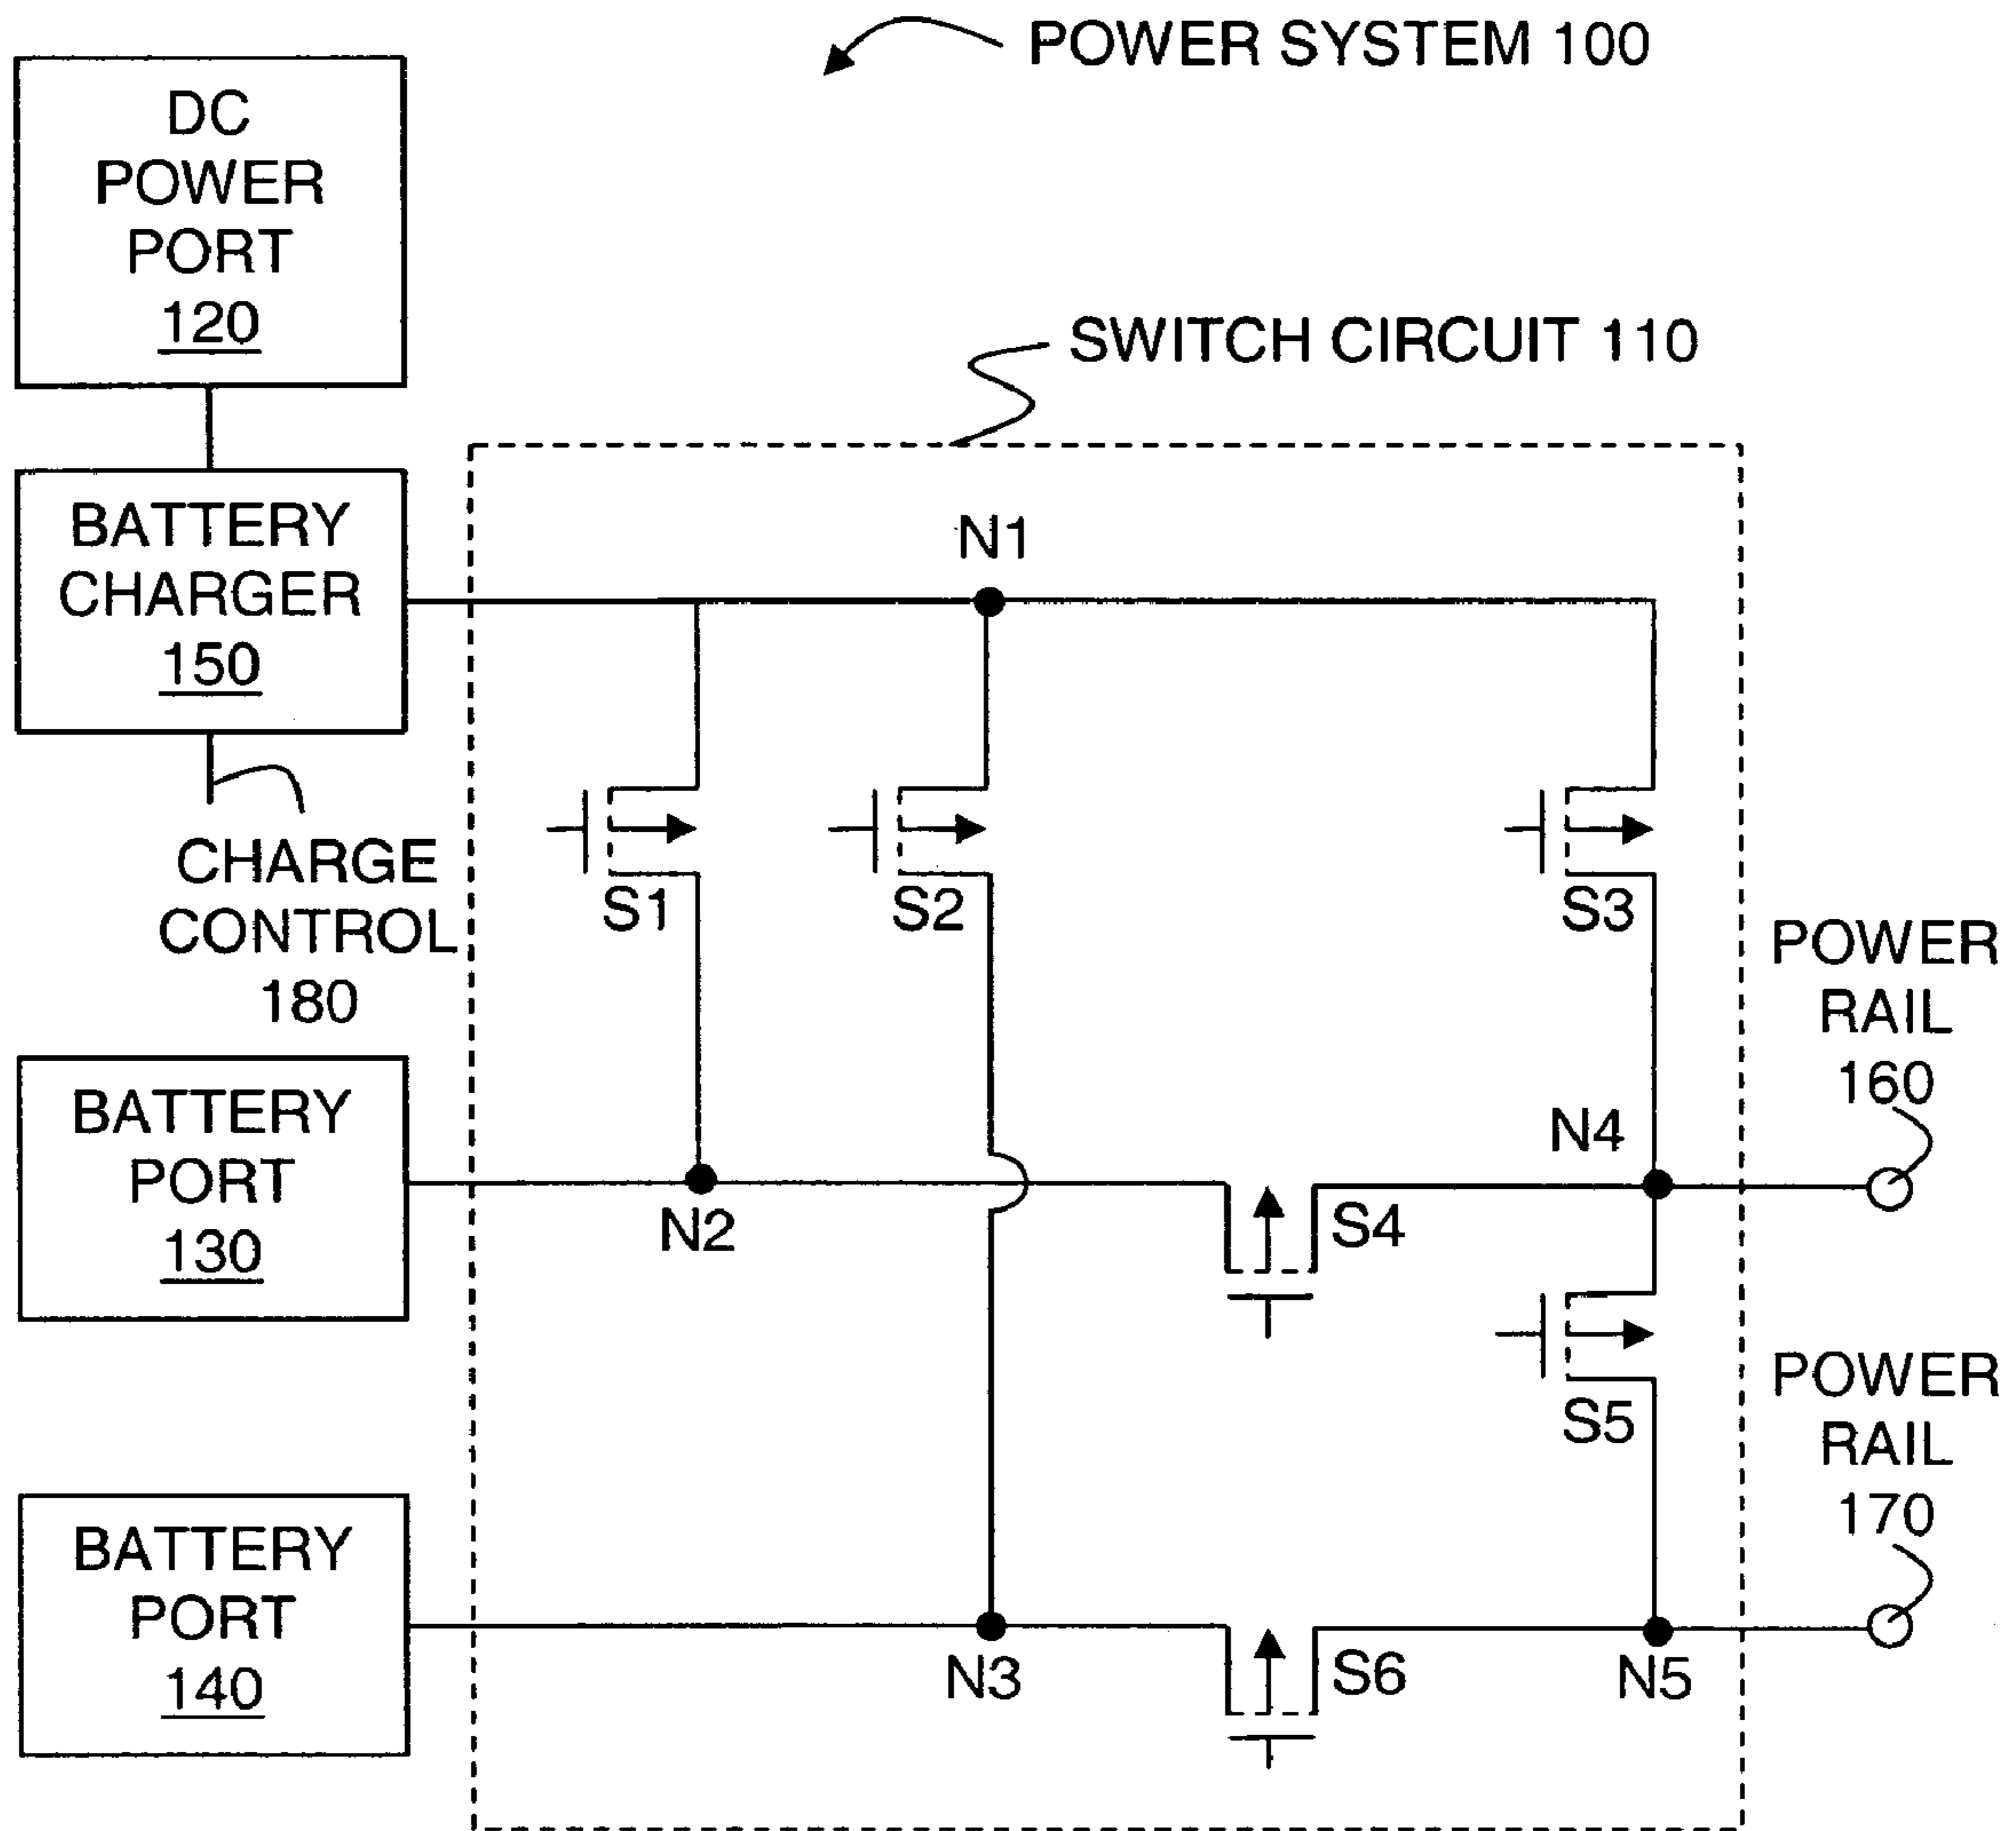 POWER SYSTEM 100
DC
POWER
PORT
120
SWITCH CIRCUIT 110
BATTERY
CHARGER
150
N1
CHARGE
CONTROL
180
S1
S2
S3
POWER
RAIL
160
BATTERY
PORT
130
N2
N4
S4
S5
POWER
RAIL
170
BATTERY
PORT
140
N3
S6
N5